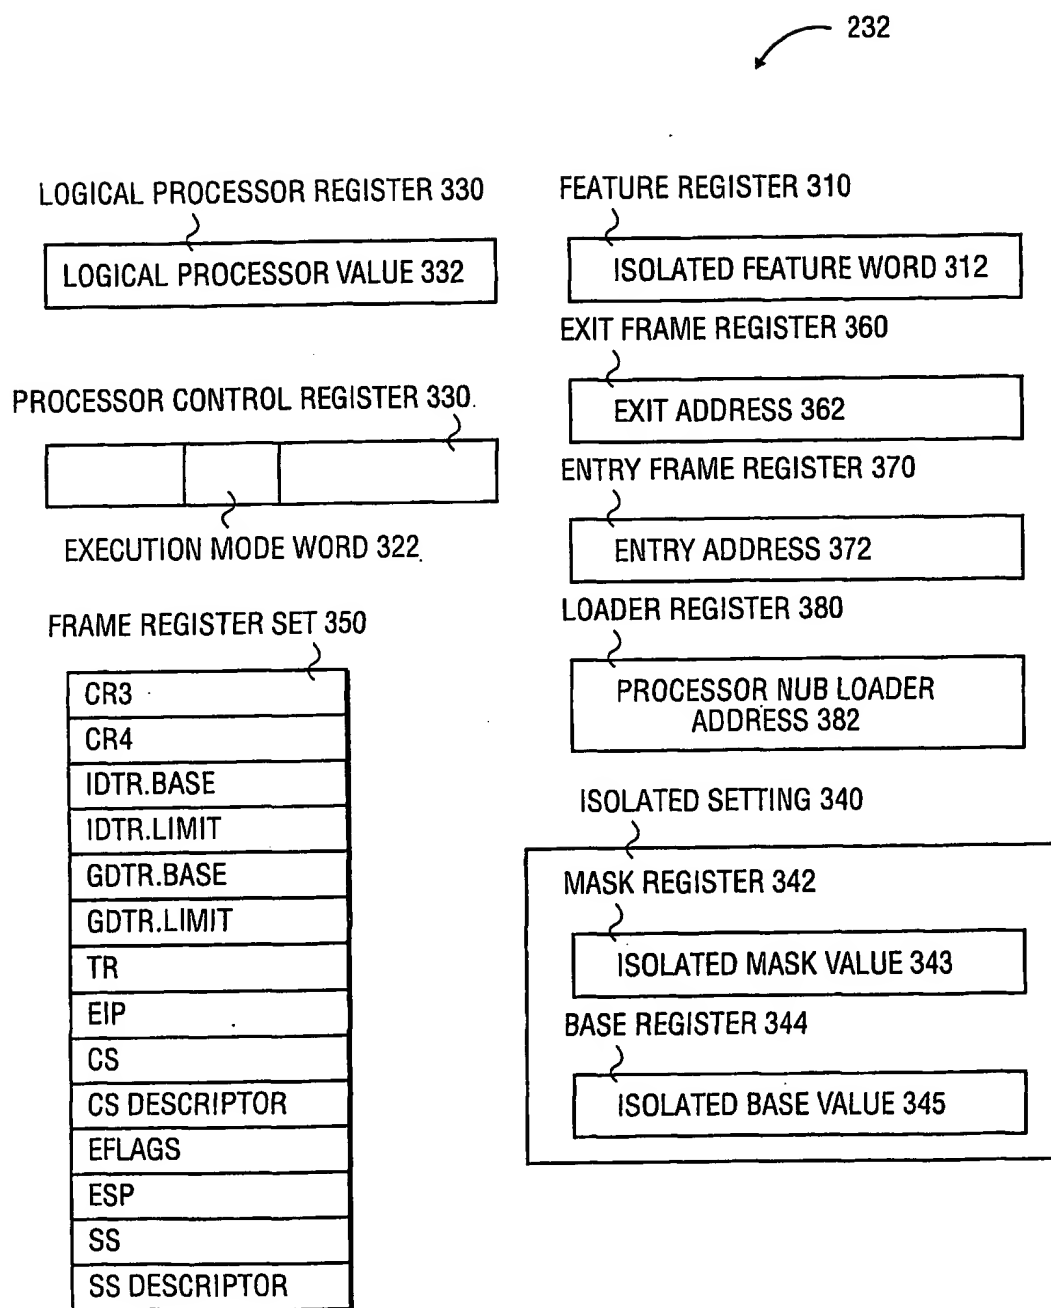 232
LOGICAL PROCESSOR REGISTER 330
LOGICAL PROCESSOR VALUE 332
PROCESSOR CONTROL REGISTER 330
EXECUTION MODE WORD 322
FRAME REGISTER SET 350
CR3
CR4
IDTR.BASE
IDTR.LIMIT
GDTR.BASE
GDTR.LIMIT
TR
EIP
CS
CS DESCRIPTOR
EFLAGS
ESP
SS
SS DESCRIPTOR
FEATURE REGISTER 310
ISOLATED FEATURE WORD 312
EXIT FRAME REGISTER 360
EXIT ADDRESS 362
ENTRY FRAME REGISTER 370
ENTRY ADDRESS 372
LOADER REGISTER 380
PROCESSOR NUB LOADER
ADDRESS 382
ISOLATED SETTING 340
MASK REGISTER 342
ISOLATED MASK VALUE 343
BASE REGISTER 344
ISOLATED BASE VALUE 345